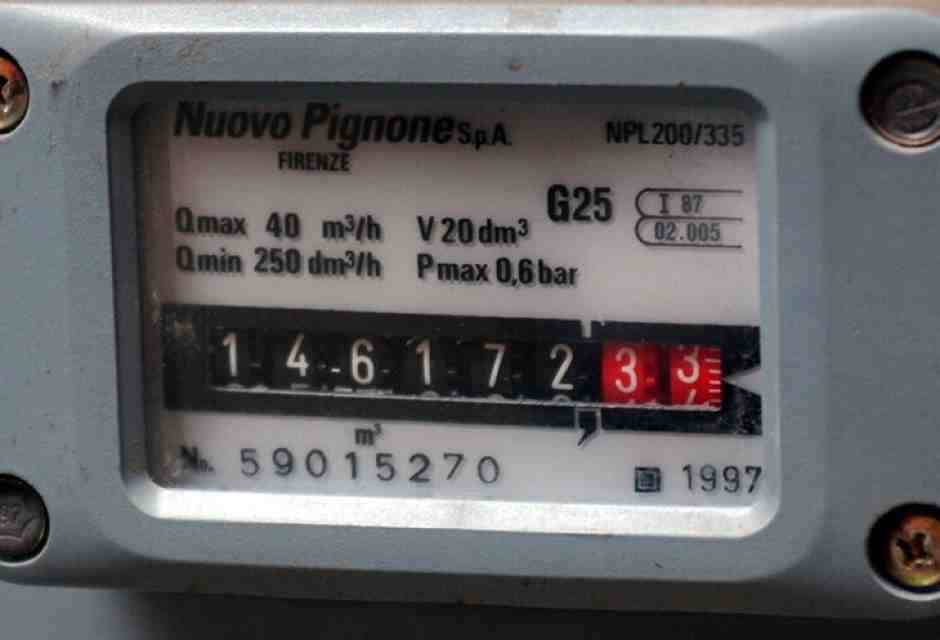 Nuovo Pignone S.p.A. NPL200/335
FIRENZE
G25 I 87
02.005
Qmax 40 m³/h V 20 dm³
Qmin 250 dm³/h Pmax 0,6 bar
1 4 6 1 7 2 , 3 3
m³
No. 59015270 1997